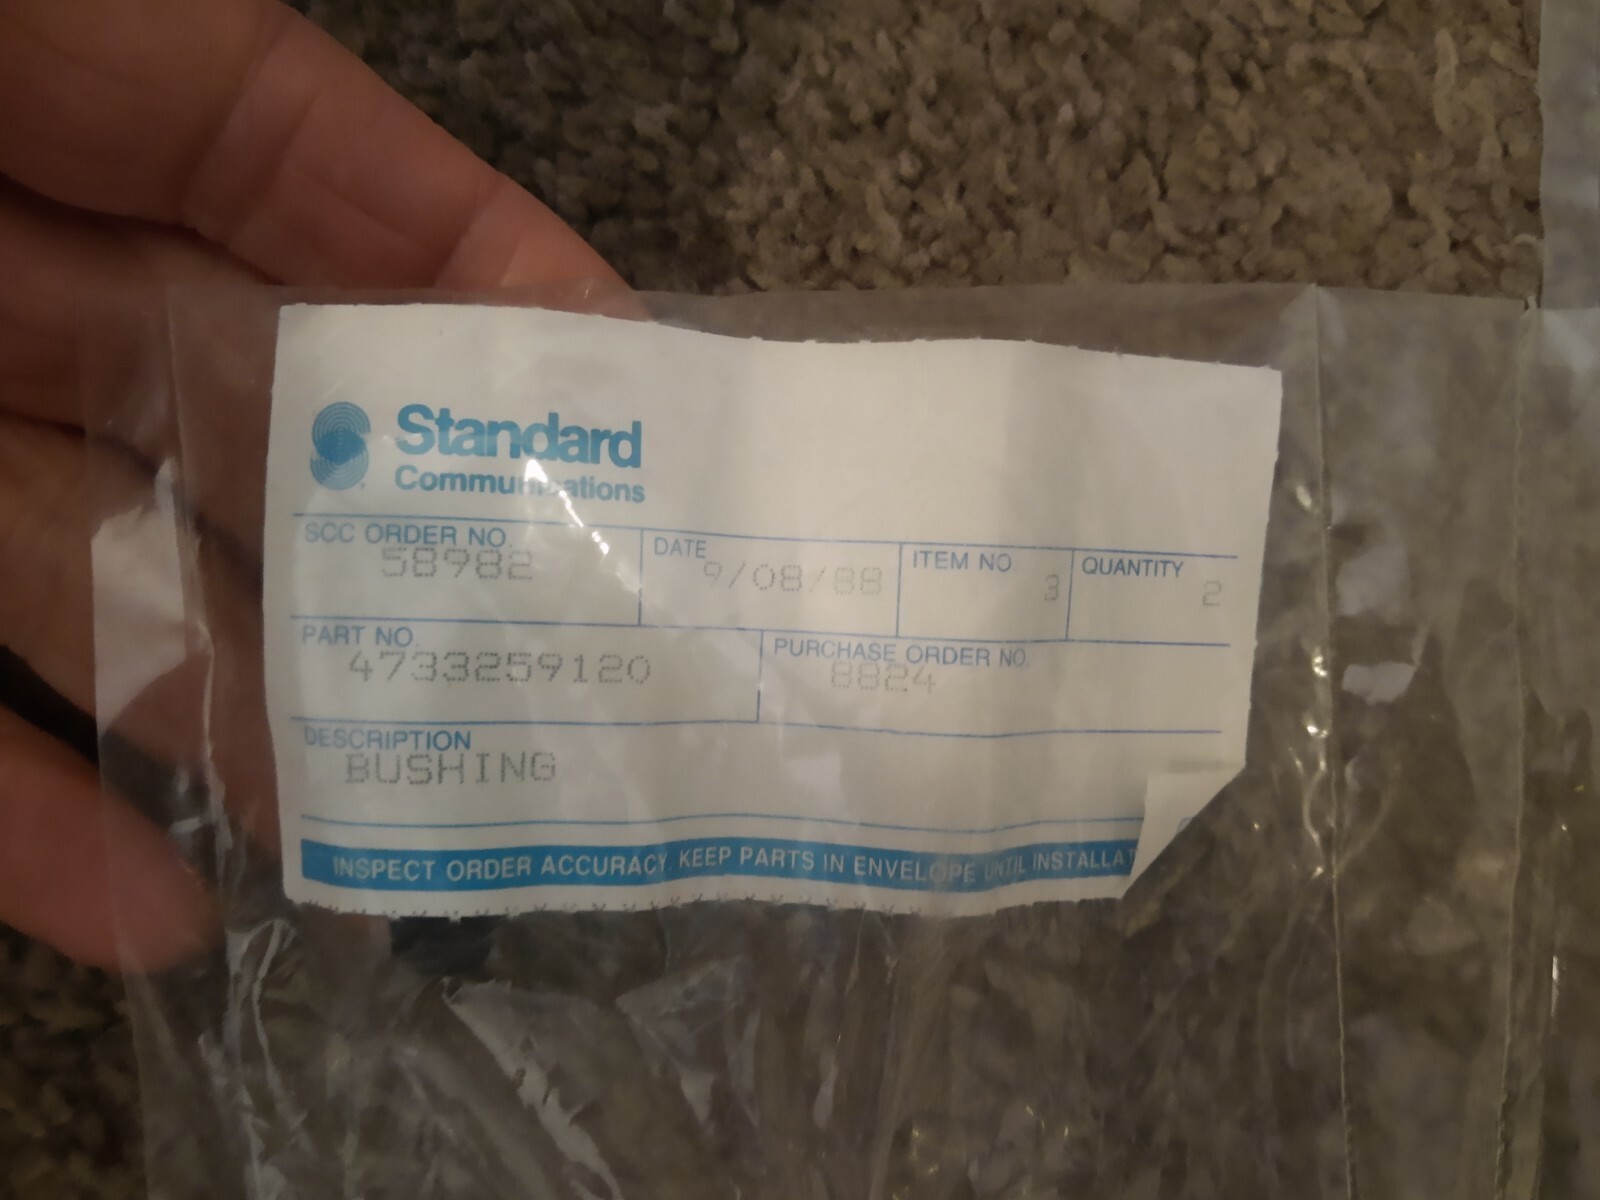 Standard
Communications
SCC ORDER NO.
58982
DATE
9/08/88
ITEM NO.
3
QUANTITY
2
PART NO.
4733259120
PURCHASE ORDER NO.
8824
DESCRIPTION
BUSHING
INSPECT ORDER ACCURACY. KEEP PARTS IN ENVELOPE UNTIL INSTALLAT